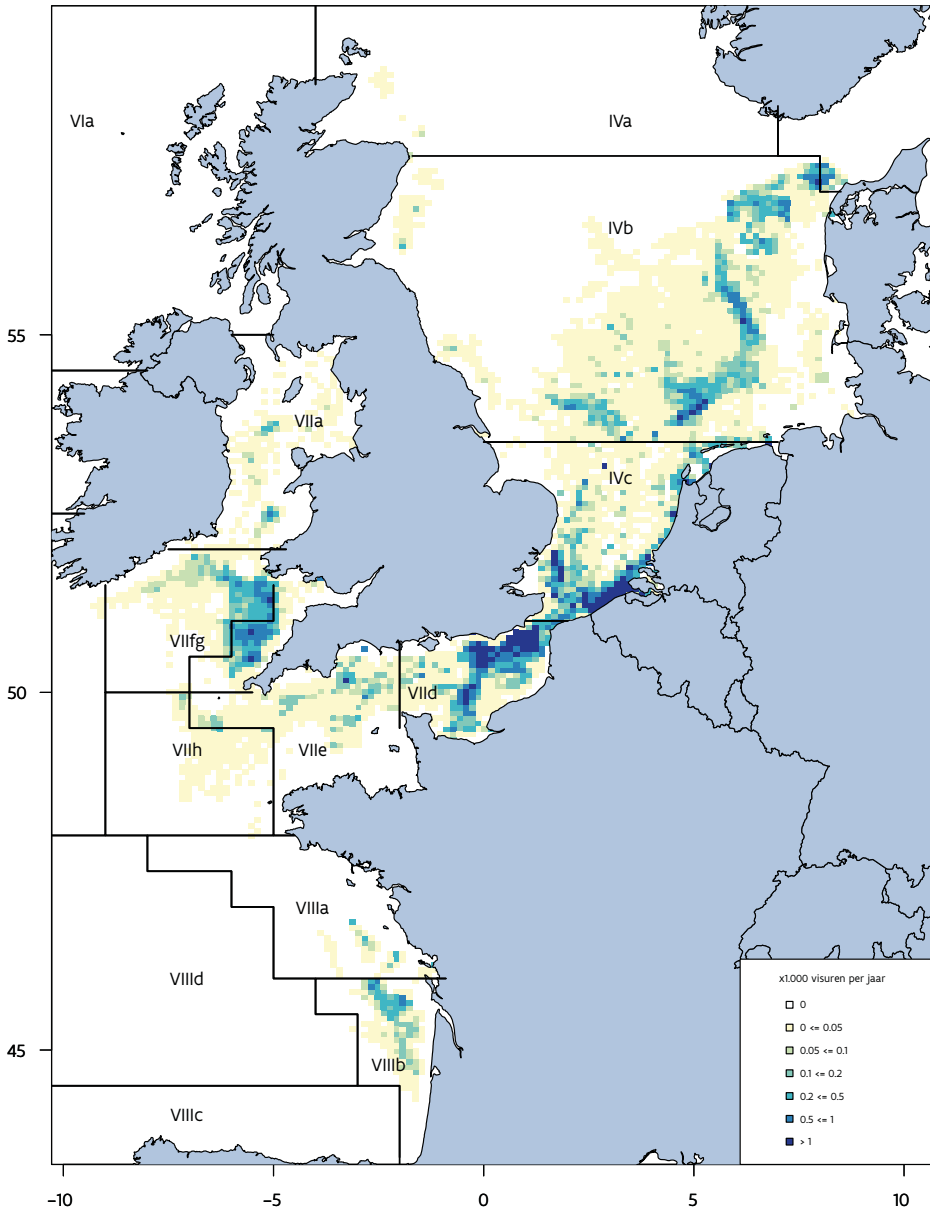 VIa
IVa
IVb
55
VIIa
IVc
VIIfg
50
VIId
VIIh
VIIe
VIIIa
VIIId
x1.000 visuren per jaar
0
0 <= 0.05
0.05 <= 0.1
45
0.1 <= 0.2
VIIIb
0.2 <= 0.5
VIIIc
0.5 <= 1
> 1
−10
−5
0
5
10